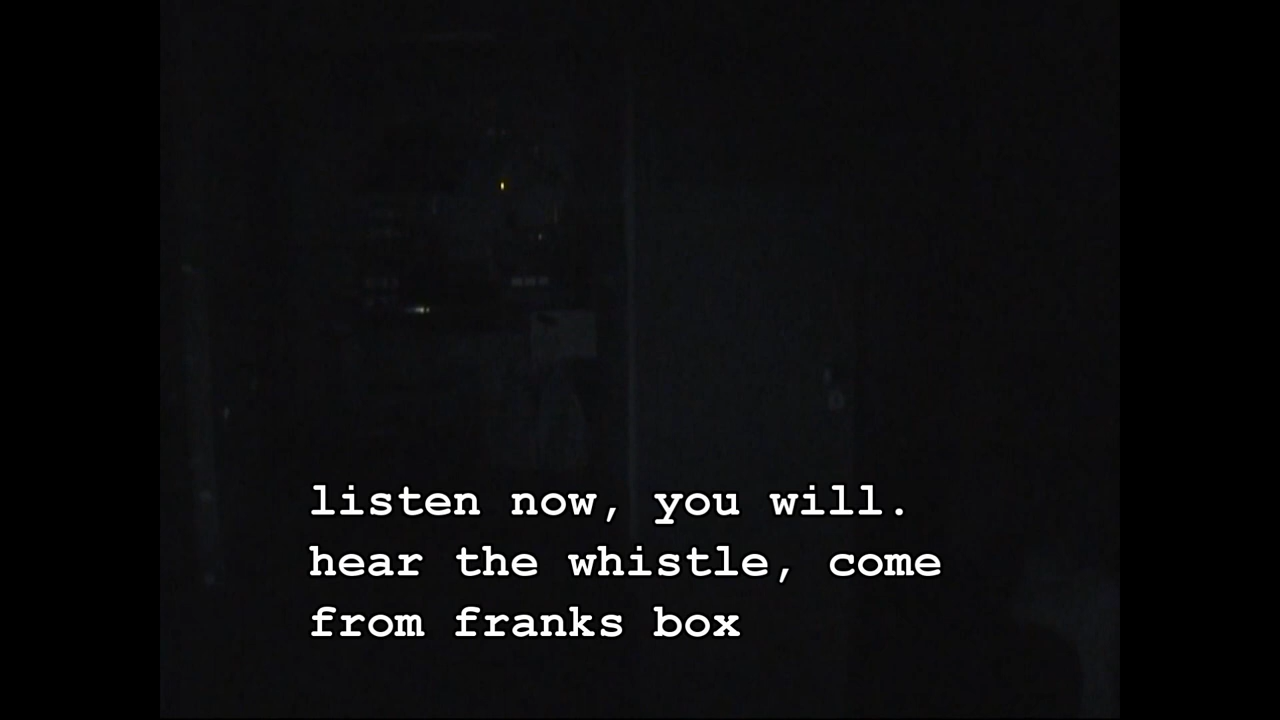 listen now, you will.
hear the whistle, come
from franks box